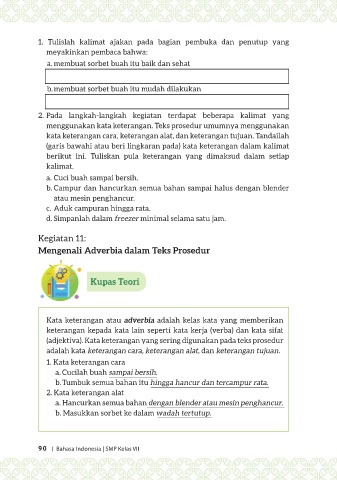 1. Tulislah kalimat ajakan pada bagian pembuka dan penutup yang
meyakinkan pembaca bahwa:
a. membuat sorbet buah itu baik dan sehat
b. membuat sorbet buah itu mudah dilakukan
2. Pada langkah-langkah kegiatan terdapat beberapa kalimat yang
menggunakan kata keterangan. Teks prosedur umumnya menggunakan
kata keterangan cara, keterangan alat, dan keterangan tujuan. Tandailah
(garis bawahi atau beri lingkaran pada) kata keterangan dalam kalimat
berikut ini. Tuliskan pula keterangan yang dimaksud dalam setiap
kalimat.
a. Cuci buah sampai bersih.
b. Campur dan hancurkan semua bahan sampai halus dengan blender
atau mesin penghancur.
c. Aduk campuran hingga rata.
d. Simpanlah dalam freezer minimal selama satu jam.
Kegiatan 11:
Mengenali Adverbia dalam Teks Prosedur
Kupas Teori
Kata keterangan atau adverbia adalah kelas kata yang memberikan
keterangan kepada kata lain seperti kata kerja (verba) dan kata sifat
(adjektiva). Kata keterangan yang sering digunakan pada teks prosedur
adalah kata keterangan cara, keterangan alat, dan keterangan tujuan.
1. Kata keterangan cara
a. Cucilah buah sampai bersih.
b. Tumbuk semua bahan itu hingga hancur dan tercampur rata.
2. Kata keterangan alat
a. Hancurkan semua bahan dengan blender atau mesin penghancur.
b. Masukkan sorbet ke dalam wadah tertutup.
90 | Bahasa Indonesia | SMP Kelas VII